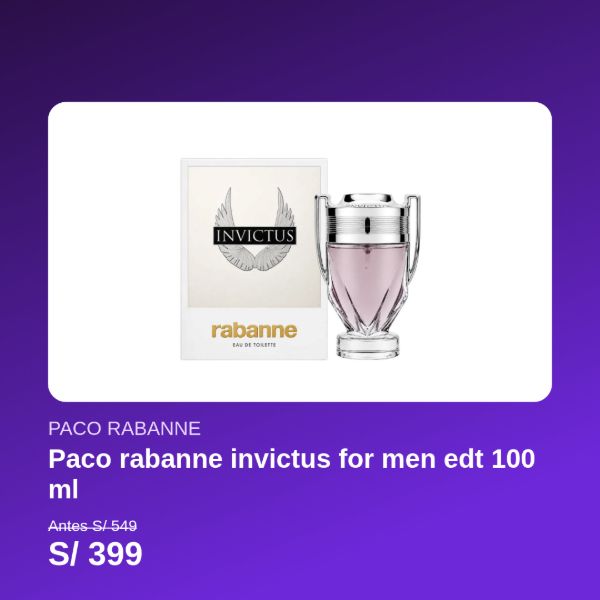 INVICTUS
rabanne
EAU DE TOILETTE
PACO RABANNE
Paco rabanne invictus for men edt 100
ml
Antes S/ 549
S/ 399